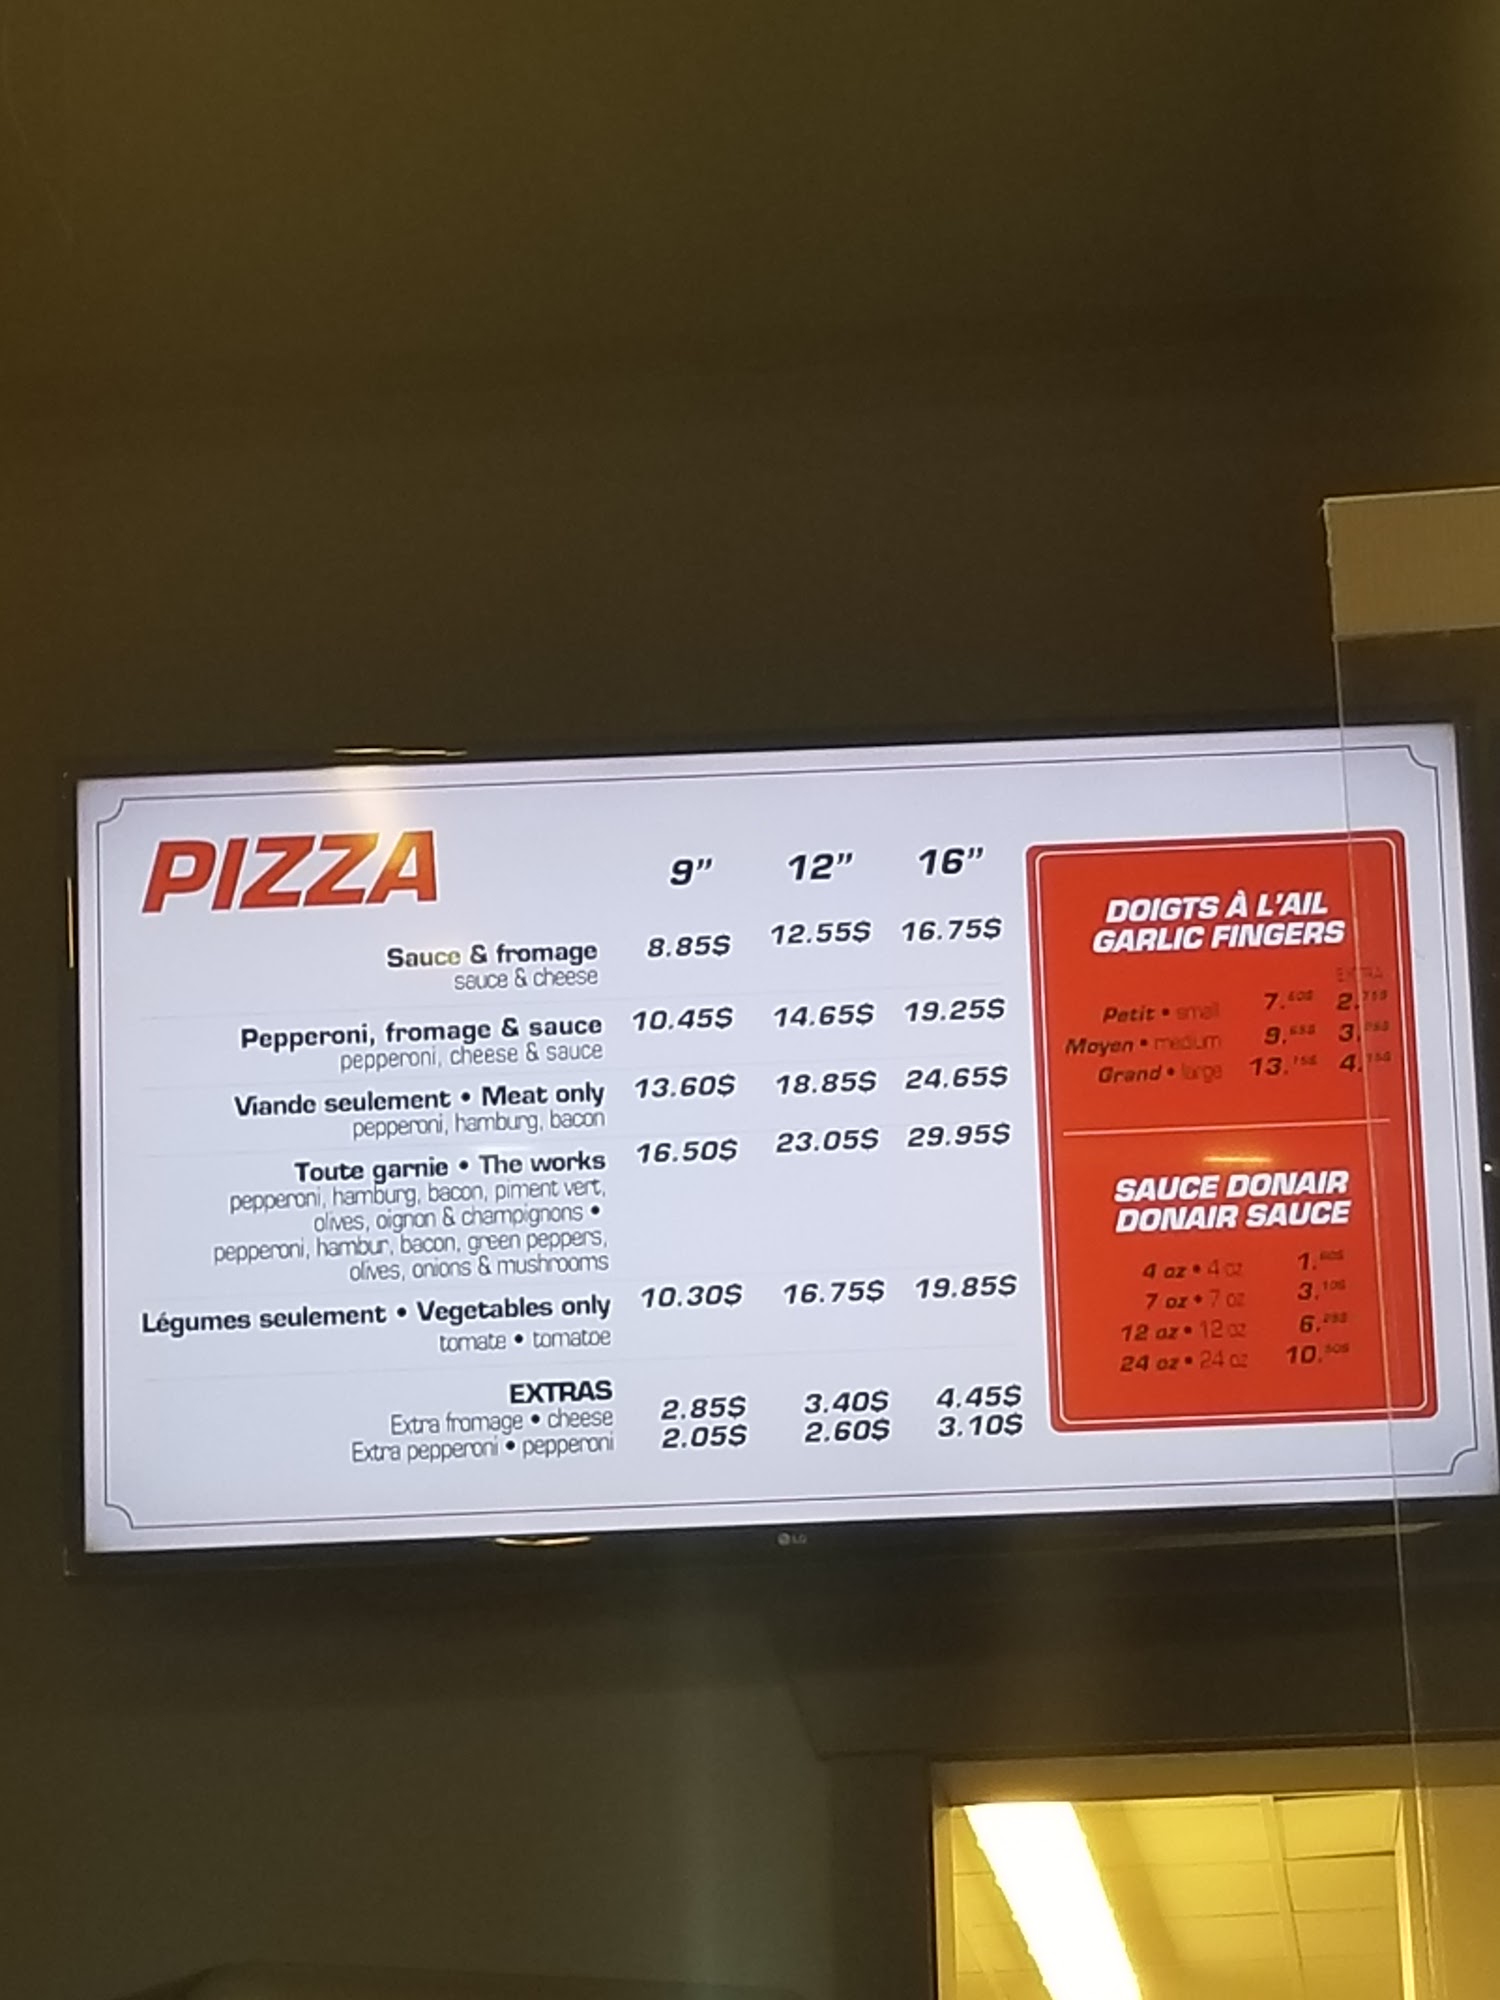 PIZZA 9” 12” 16”
Sauce & fromage 8.85$ 12.55$ 16.75$
sauce & cheese
Pepperoni, fromage & sauce 10.45$ 14.65$ 19.25$
pepperoni, cheese & sauce
Viande seulement • Meat only 13.60$ 18.85$ 24.65$
pepperoni, hamburg, bacon
Toute garnie • The works 16.50$ 23.05$ 29.95$
pepperoni, hamburg, bacon, piment vert,
olives, oignon & champignons •
pepperoni, hambur, bacon, green peppers,
olives, onions & mushrooms
Légumes seulement • Vegetables only 10.30$ 16.75$ 19.85$
tomate • tomatoe
EXTRAS
Extra fromage • cheese 2.85$ 3.40$ 4.45$
Extra pepperoni • pepperoni 2.05$ 2.60$ 3.10$
DOIGTS À L'AIL
GARLIC FINGERS
EXTRA
Petit • small
Moyen • medium
Grand • large
SAUCE DONAIR
DONAIR SAUCE
4 oz • 4 oz
7 oz • 7 oz
12 oz • 12 oz
24 oz • 24 oz
LG